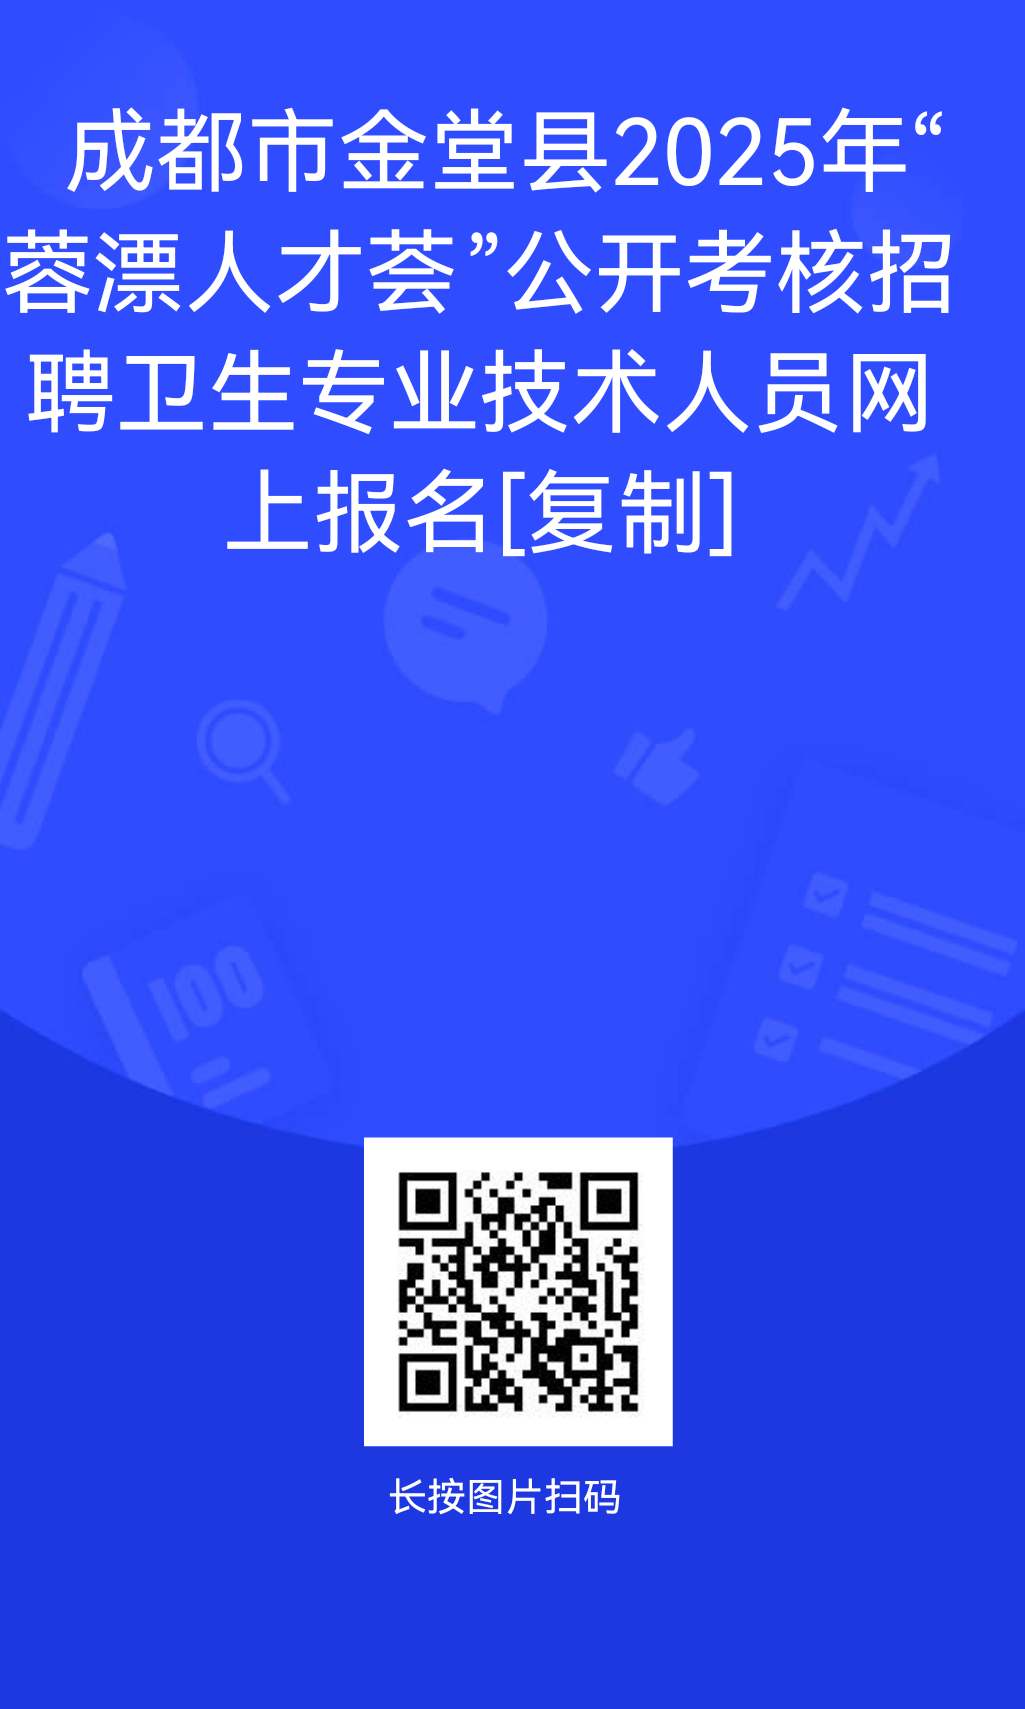 成都市金堂县2025年“
蓉漂人才荟”公开考核招
聘卫生专业技术人员网
上报名[复制]
100
长按图片扫码